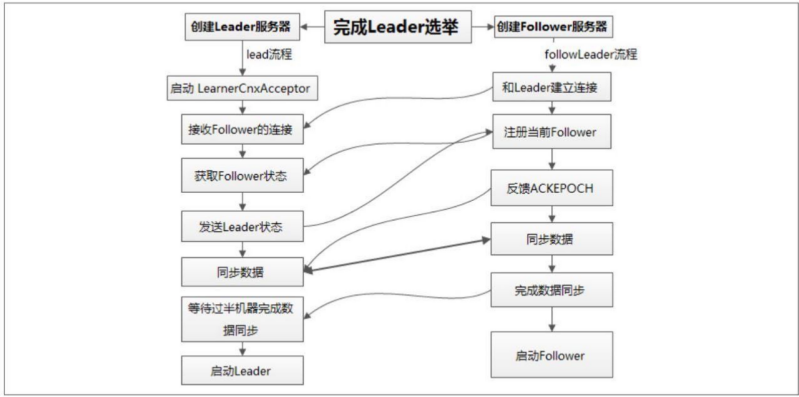 创建Leader服务器
完成Leader选举
创建Follower服务器
lead流程
followLeader流程
启动 LearnerCnxAcceptor
和Leader建立连接
接收Follower的连接
注册当前Follower
获取Follower状态
反馈ACKEPOCH
发送Leader状态
同步数据
同步数据
完成数据同步
等待过半机器完成数
据同步
启动Follower
启动Leader